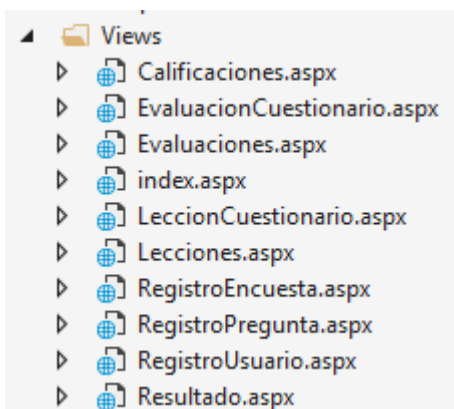 Views
Calificaciones.aspx
EvaluacionCuestionario.aspx
Evaluaciones.aspx
index.aspx
LeccionCuestionario.aspx
Lecciones.aspx
RegistroEncuesta.aspx
RegistroPregunta.aspx
RegistroUsuario.aspx
Resultado.aspx